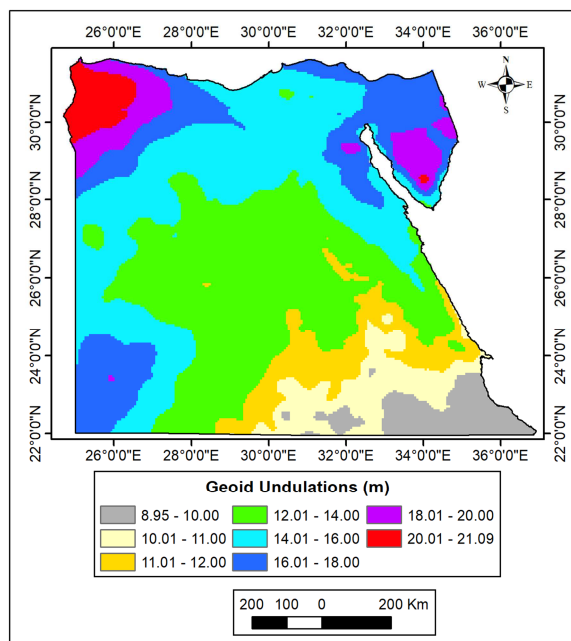 26°0'0"E 28°0'0"E 30°0'0"E 32°0'0"E 34°0'0"E 36°0'0"E
N
W E
S
30°0'0"N 30°0'0"N
28°0'0"N 28°0'0"N
26°0'0"N 26°0'0"N
24°0'0"N 24°0'0"N
22°0'0"N 22°0'0"N
26°0'0"E 28°0'0"E 30°0'0"E 32°0'0"E 34°0'0"E 36°0'0"E
Geoid Undulations (m)
8.95 - 10.00 12.01 - 14.00 18.01 - 20.00
10.01 - 11.00 14.01 - 16.00 20.01 - 21.09
11.01 - 12.00 16.01 - 18.00
200 100 0 200 Km